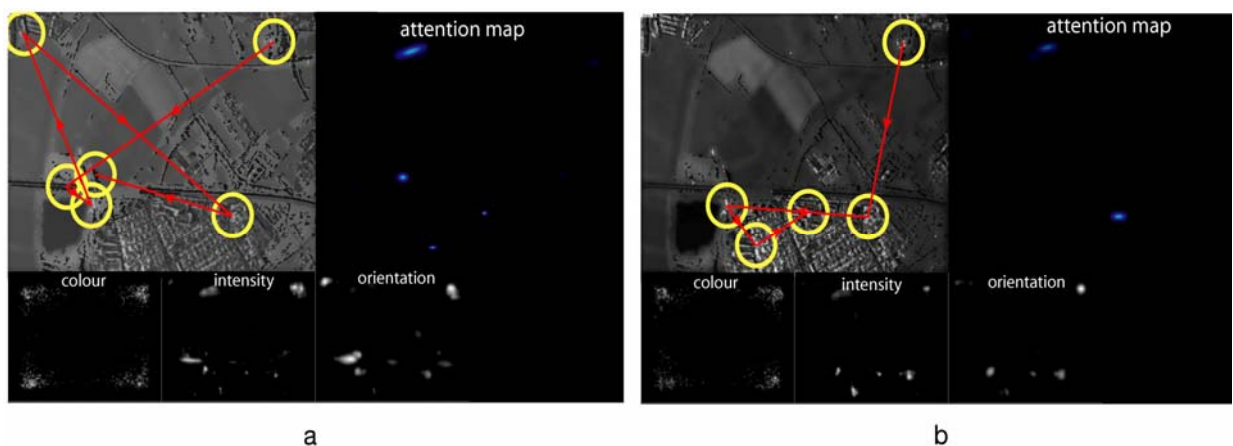 attention map
colour
intensity
orientation
a
attention map
colour
intensity
orientation
b